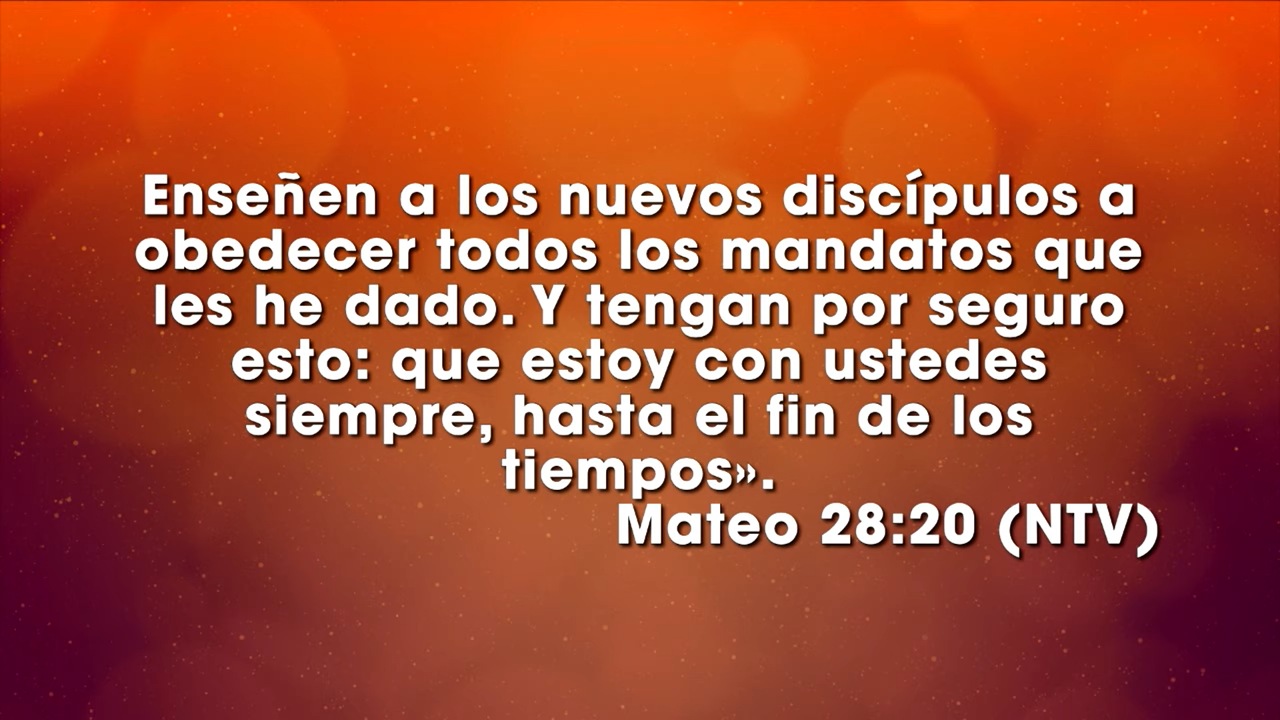 Enseñen a los nuevos discípulos a
obedecer todos los mandatos que
les he dado. Y tengan por seguro
esto: que estoy con ustedes
siempre, hasta el fin de los
tiempos».
Mateo 28:20 (NTV)